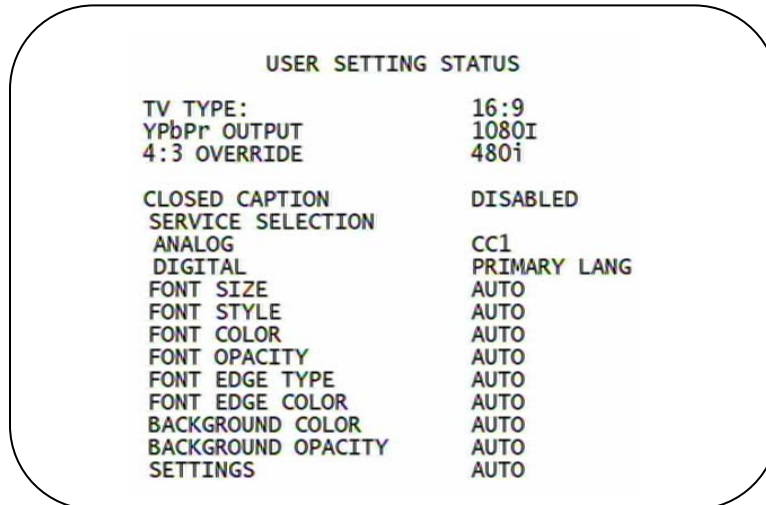 USER SETTING STATUS
TV TYPE: 16:9
YPbPr OUTPUT 1080I
4:3 OVERRIDE 480i
CLOSED CAPTION DISABLED
SERVICE SELECTION
ANALOG CC1
DIGITAL PRIMARY LANG
FONT SIZE AUTO
FONT STYLE AUTO
FONT COLOR AUTO
FONT OPACITY AUTO
FONT EDGE TYPE AUTO
FONT EDGE COLOR AUTO
BACKGROUND COLOR AUTO
BACKGROUND OPACITY AUTO
SETTINGS AUTO